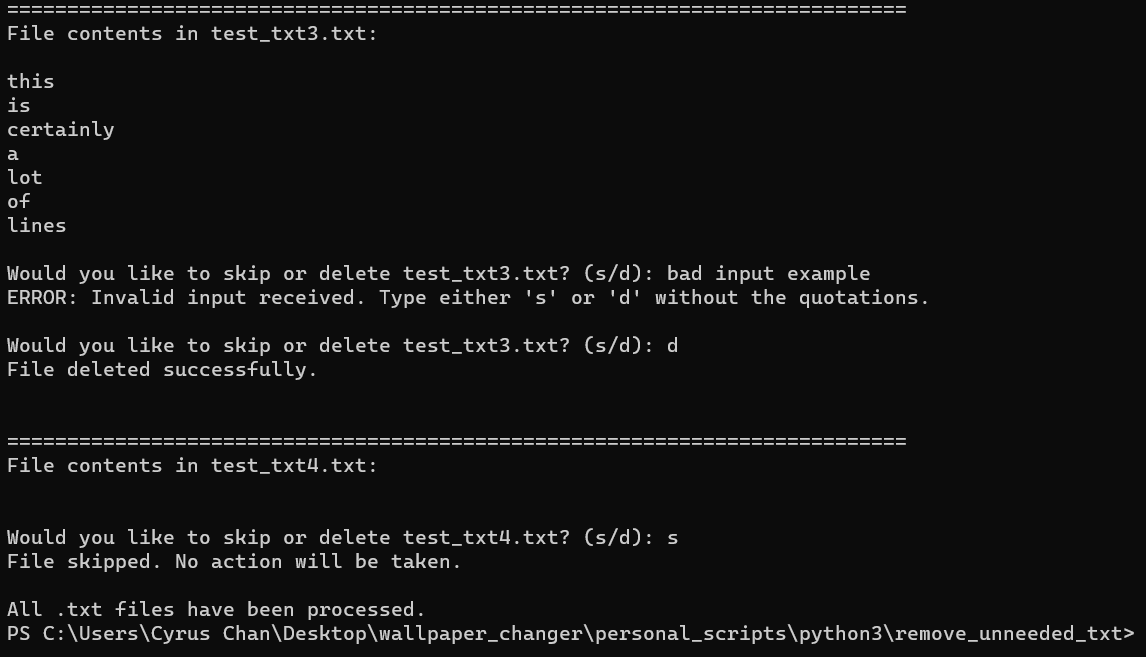 ===========================================================================
File contents in test_txt3.txt:
this
is
certainly
a
lot
of
lines
Would you like to skip or delete test_txt3.txt? (s/d): bad input example
ERROR: Invalid input received. Type either 's' or 'd' without the quotations.
Would you like to skip or delete test_txt3.txt? (s/d): d
File deleted successfully.
===========================================================================
File contents in test_txt4.txt:
Would you like to skip or delete test_txt4.txt? (s/d): s
File skipped. No action will be taken.
All .txt files have been processed.
PS C:\Users\Cyrus Chan\Desktop\wallpaper_changer\personal_scripts\python3\remove_unneeded_txt>